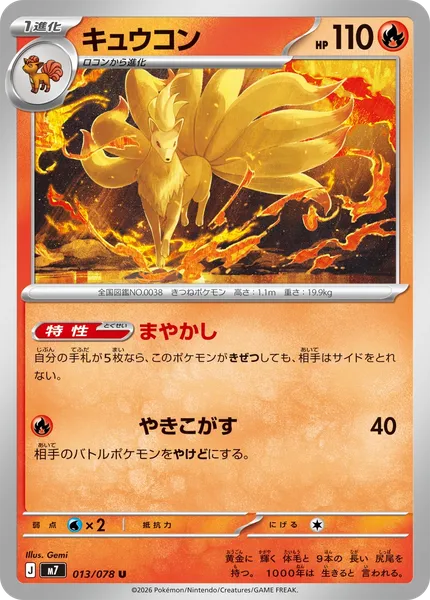 1進化
キュウコン
HP 110
ロコンから進化
全国図鑑NO.0038 きつねポケモン 高さ:1.1m 重さ:19.9kg
特性 とくせい まやかし
自分の手札が5枚なら、このポケモンがきぜつしても、相手はサイドをとれ
ない。
やきこがす 40
相手のバトルポケモンをやけどにする。
弱点 ×2 抵抗力 にげる
Illus. Gemi
J m7 013/078 U
黄金に 輝く 体毛と 9本の 長い 尻尾を
持つ。 1000年は 生きると 言われる。
©2026 Pokémon/Nintendo/Creatures/GAME FREAK.